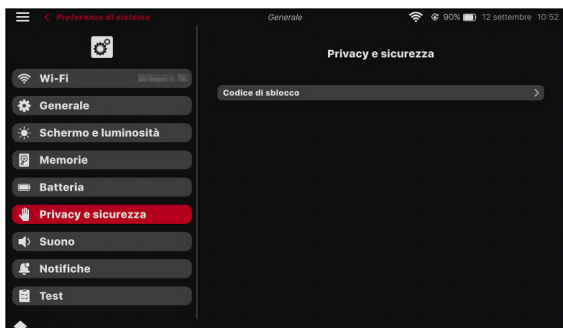 Preferenze di sistema
Generale
90%
12 settembre 10:52
Privacy e sicurezza
Wi-Fi
Codice di sblocco
Generale
Schermo e luminosità
Memorie
Batteria
Privacy e sicurezza
Suono
Notifiche
Test